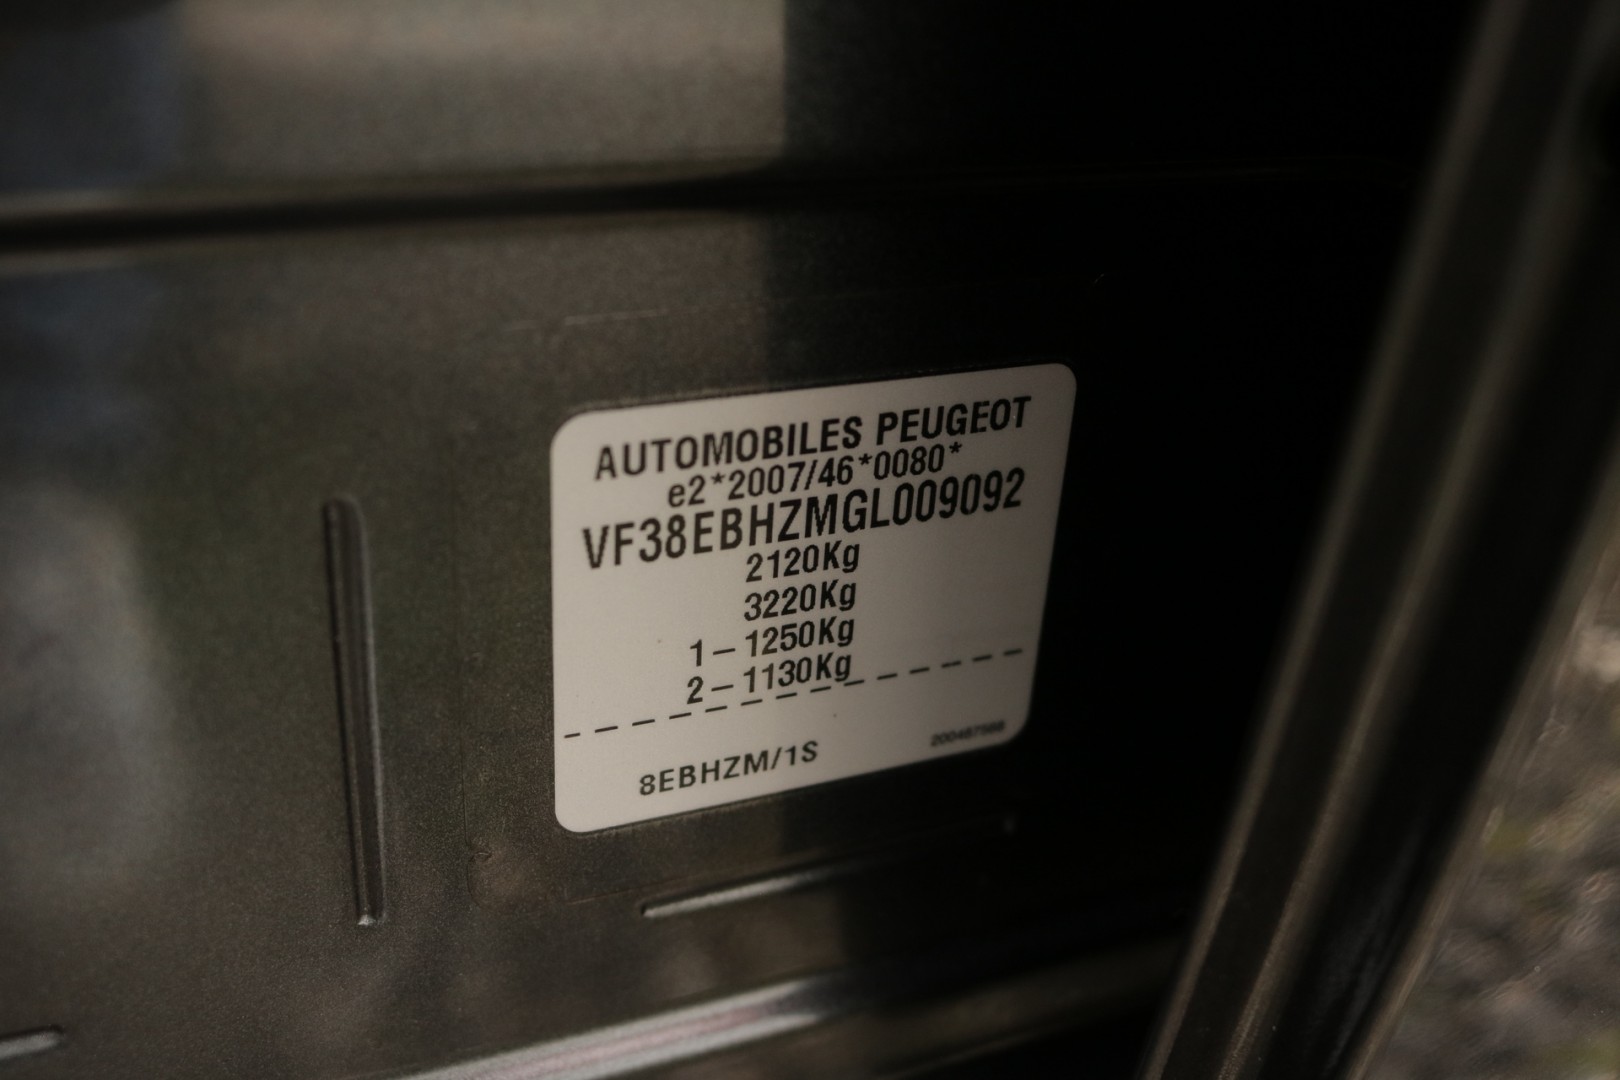 AUTOMOBILES PEUGEOT
e2*2007/46*0080*
VF38EBHZMGL009092
2120Kg
3220Kg
1–1250Kg
2–1130Kg
8EBHZM/1S